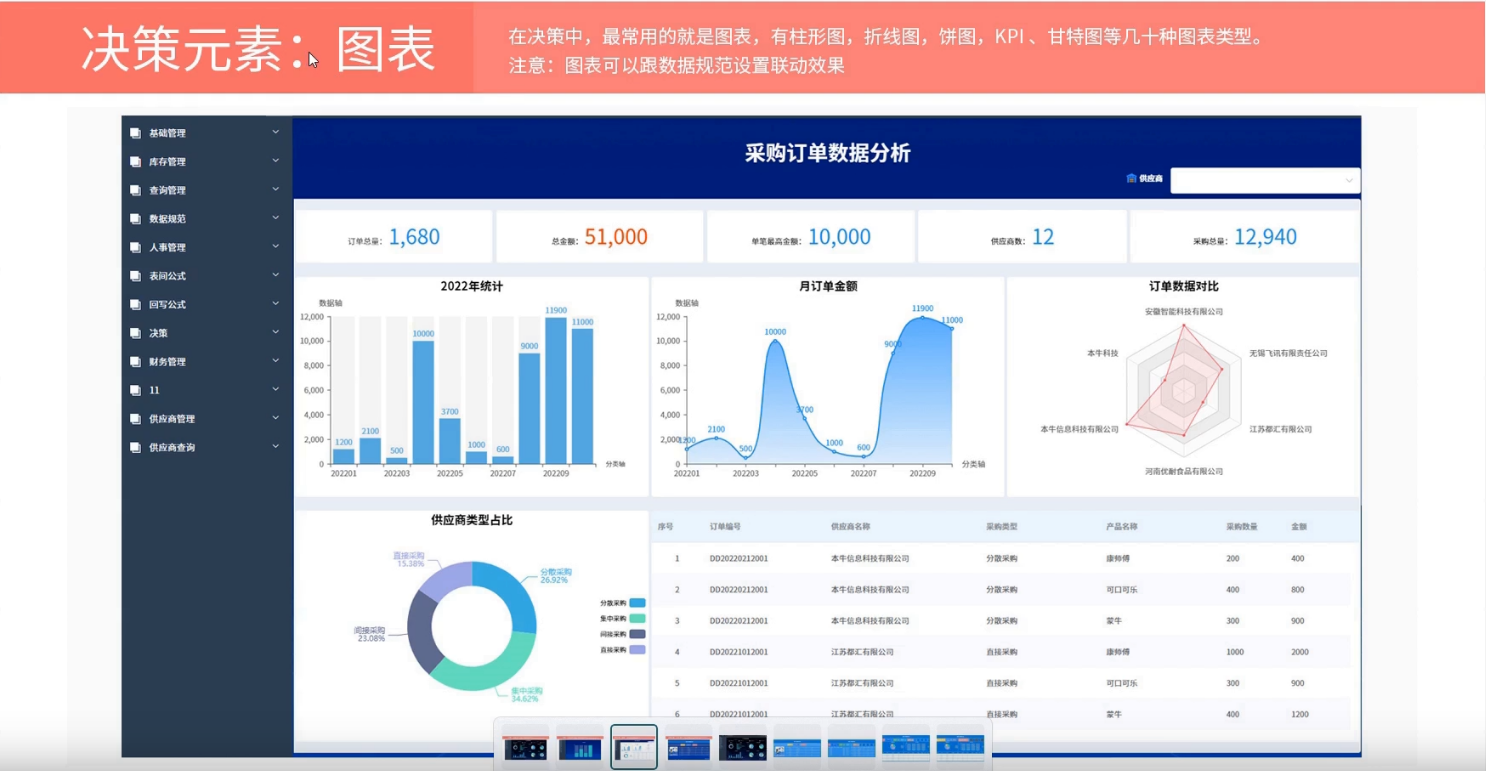 决策元素：图表
在决策中，最常用的就是图表，有柱形图，折线图，饼图，KPI 、甘特图等几十种图表类型。
注意：图表可以跟数据规范设置联动效果
基础管理
库存管理
查询管理
数据规范
人事管理
表间公式
回写公式
决策
财务管理
11
供应商管理
供应商查询
采购订单数据分析
供应商
订单总量: 1,680
总金额: 51,000
单笔最高金额: 10,000
供应商数: 12
采购总量: 12,940
2022年统计
数据轴
12,000
10,000
8,000
6,000
4,000
2,000
0
1200
2100
500
10000
3700
1000
600
9000
11900
11000
202201
202203
202205
202207
202209
分类轴
月订单金额
数据轴
12,000
10,000
8,000
6,000
4,000
2,000
0
1200
2100
500
10000
3700
1000
600
9000
11900
11000
202201
202203
202205
202207
202209
分类轴
订单数据对比
安徽智能科技有限公司
本牛科技
无锡飞讯有限责任公司
本牛信息科技有限公司
江苏都汇有限公司
河南优耐食品有限公司
供应商类型占比
直接采购
15.38%
分散采购
26.92%
间接采购
23.08%
集中采购
34.62%
分散采购
集中采购
间接采购
直接采购
序号 订单编号 供应商名称 采购类型 产品名称 采购数量 金额
1 DD20220212001 本牛信息科技有限公司 分散采购 康帅傅 200 400
2 DD20220212001 本牛信息科技有限公司 分散采购 可口可乐 400 800
3 DD20220212001 本牛信息科技有限公司 分散采购 蒙牛 300 900
4 DD20221012001 江苏都汇有限公司 直接采购 康帅傅 1000 2000
5 DD20221012001 江苏都汇有限公司 直接采购 可口可乐 300 900
6 DD20221012001 江苏都汇有限公司 直接采购 蒙牛 400 1200